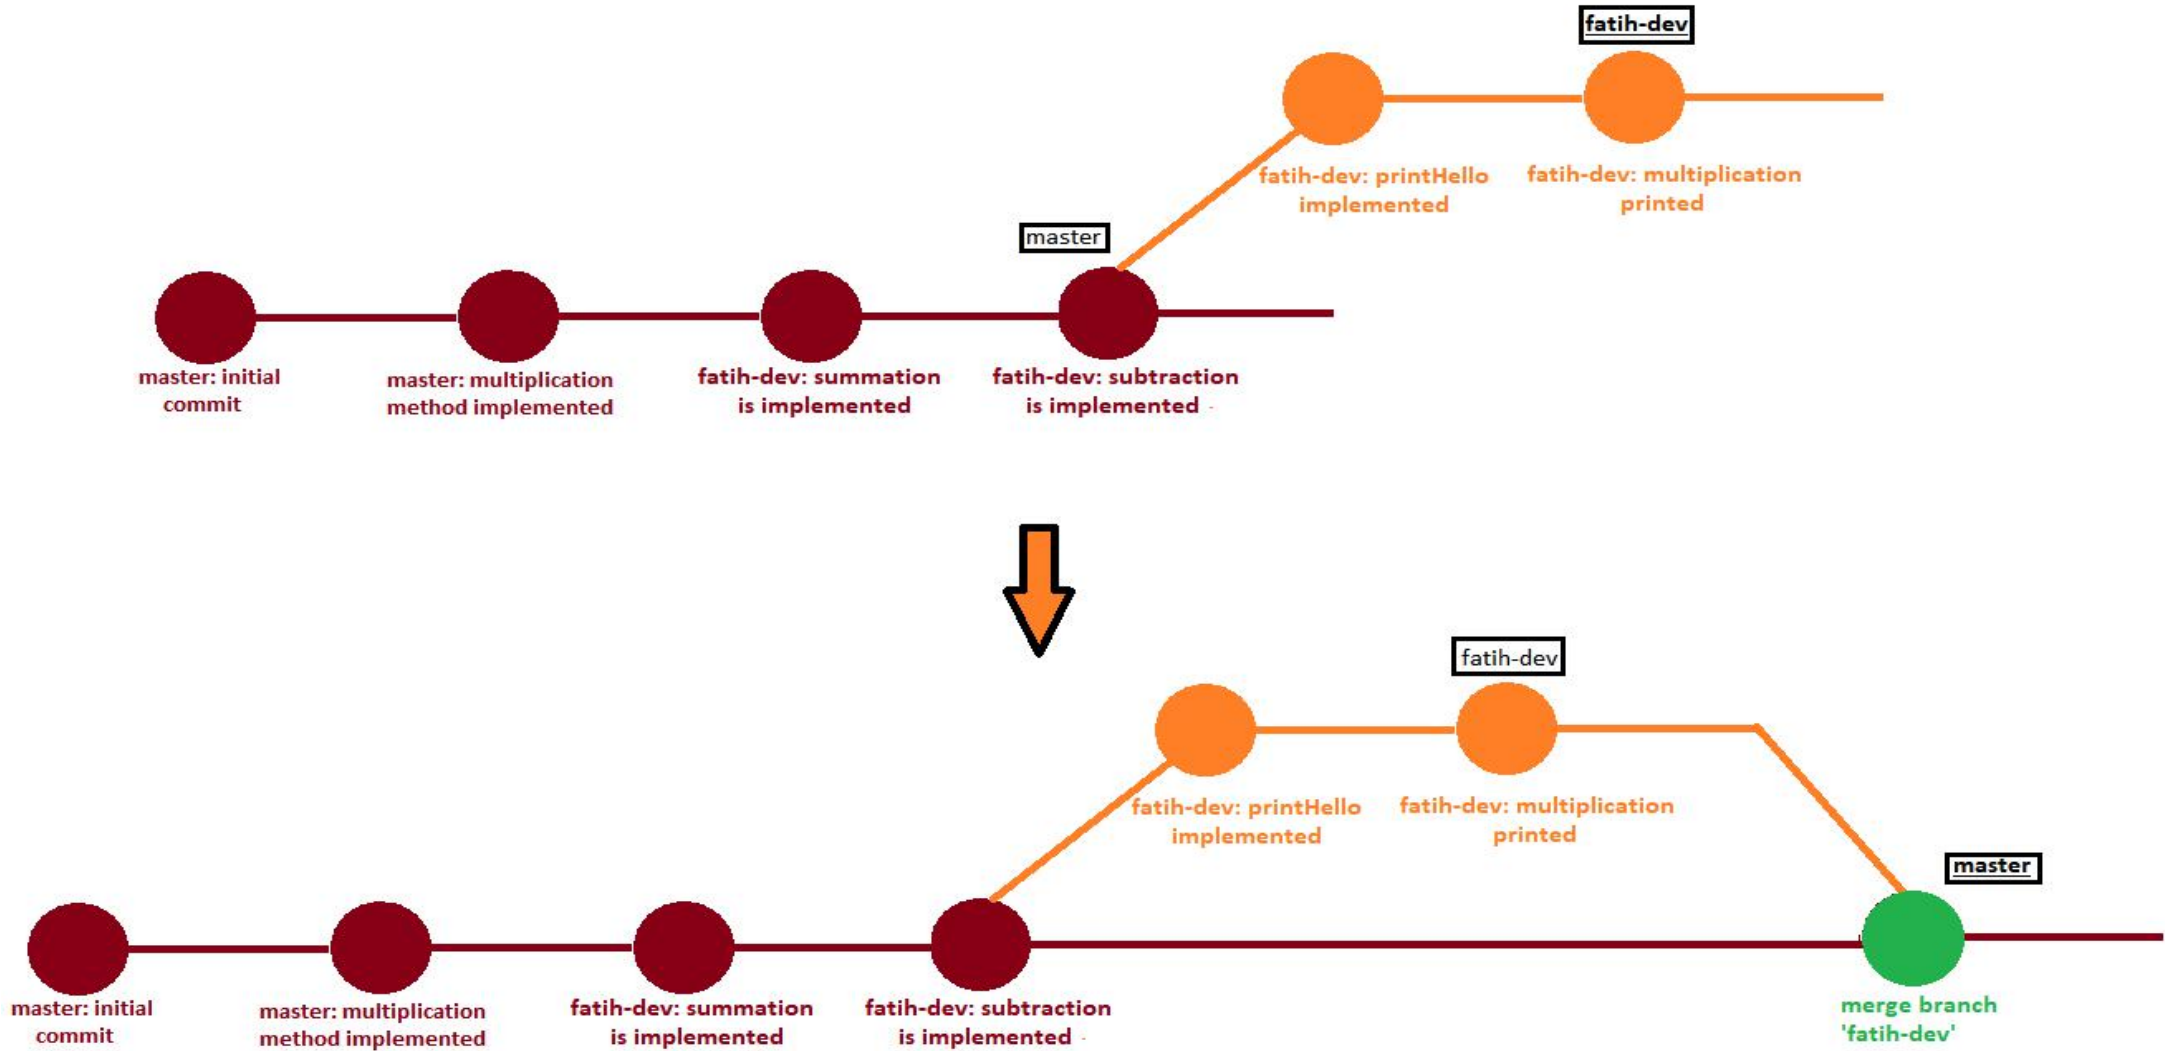 fatih-dev
fatih-dev: printHello
implemented
fatih-dev: multiplication
printed
master
master: initial
commit
master: multiplication
method implemented
fatih-dev: summation
is implemented
fatih-dev: subtraction
is implemented
fatih-dev
fatih-dev: printHello
implemented
fatih-dev: multiplication
printed
master
master: initial
commit
master: multiplication
method implemented
fatih-dev: summation
is implemented
fatih-dev: subtraction
is implemented
merge branch
'fatih-dev'